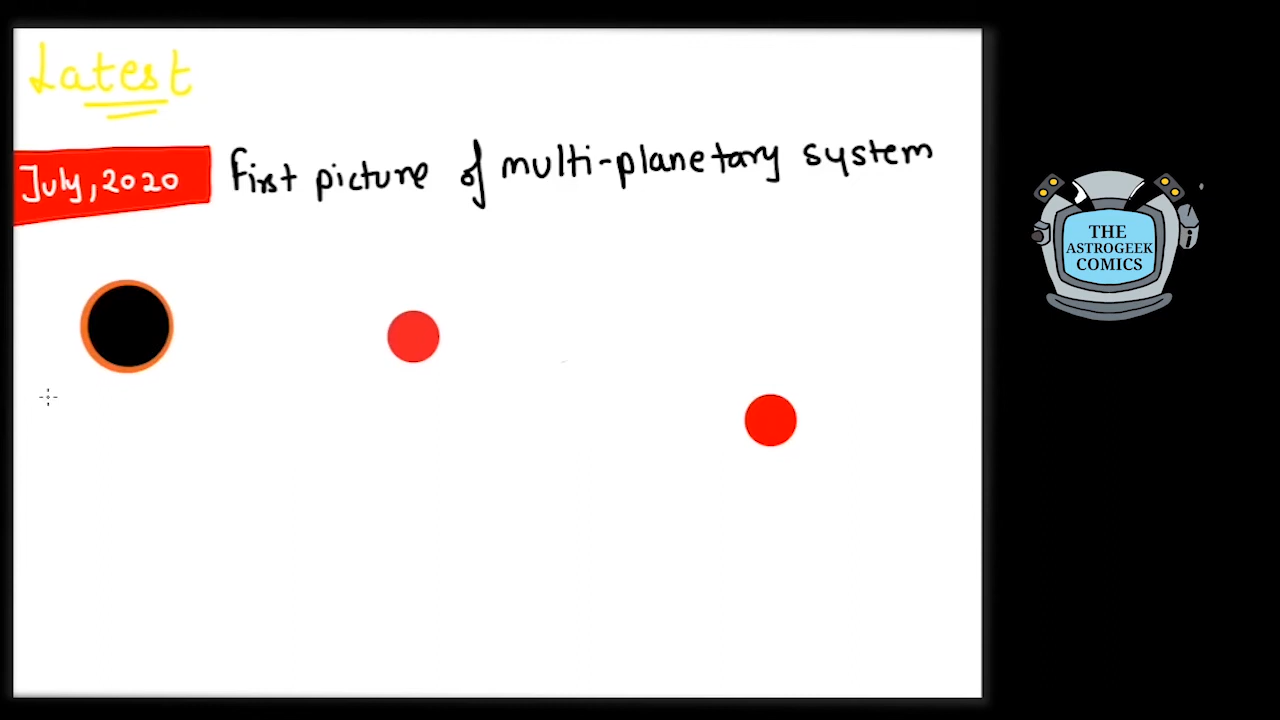 Latest
July, 2020 First picture of multi-planetary system
THE
ASTROGEEK
COMICS